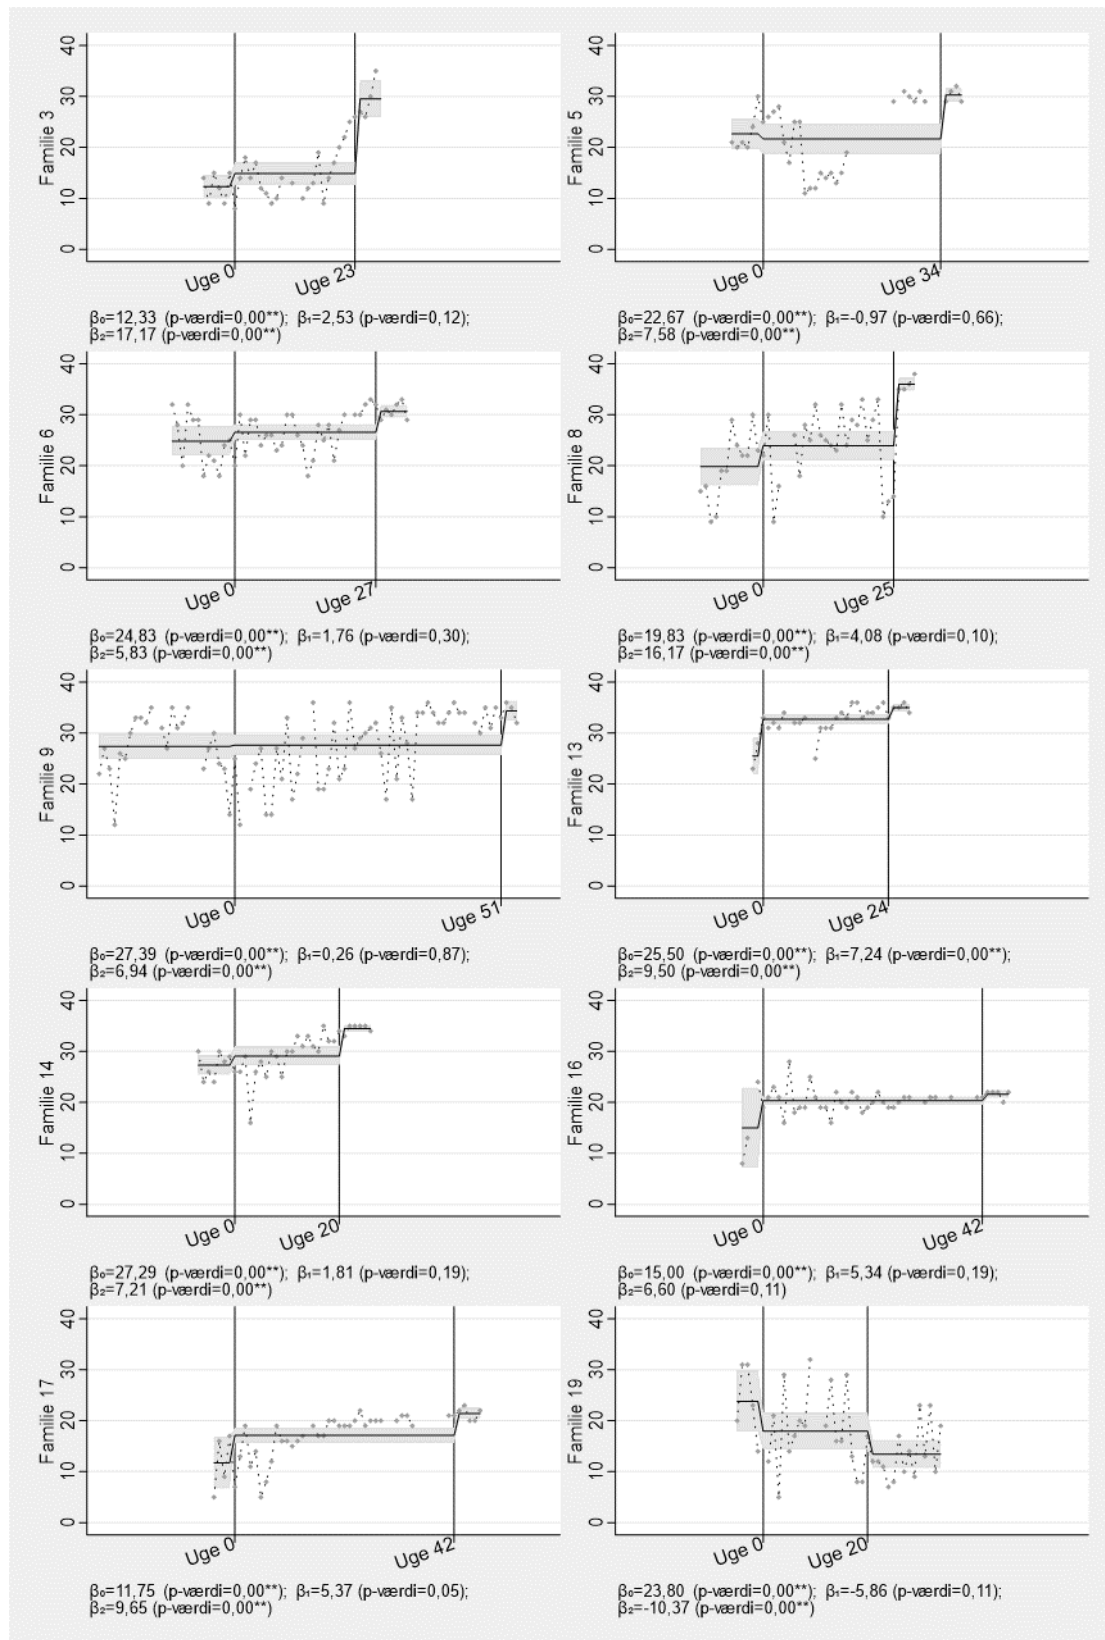 40
30
20
10
0
Familie 3
Uge 0
Uge 23
β₀=12,33 (p-værdi=0,00**); β₁=2,53 (p-værdi=0,12);
β₂=17,17 (p-værdi=0,00**)
40
30
20
10
0
Familie 5
Uge 0
Uge 34
β₀=22,67 (p-værdi=0,00**); β₁=-0,97 (p-værdi=0,66);
β₂=7,58 (p-værdi=0,00**)
40
30
20
10
0
Familie 6
Uge 0
Uge 27
β₀=24,83 (p-værdi=0,00**); β₁=1,76 (p-værdi=0,30);
β₂=5,83 (p-værdi=0,00**)
40
30
20
10
0
Familie 8
Uge 0
Uge 25
β₀=19,83 (p-værdi=0,00**); β₁=4,08 (p-værdi=0,10);
β₂=16,17 (p-værdi=0,00**)
40
30
20
10
0
Familie 9
Uge 0
Uge 51
β₀=27,39 (p-værdi=0,00**); β₁=0,26 (p-værdi=0,87);
β₂=6,94 (p-værdi=0,00**)
40
30
20
10
0
Familie 13
Uge 0
Uge 24
β₀=25,50 (p-værdi=0,00**); β₁=7,24 (p-værdi=0,00**);
β₂=9,50 (p-værdi=0,00**)
40
30
20
10
0
Familie 14
Uge 0
Uge 20
β₀=27,29 (p-værdi=0,00**); β₁=1,81 (p-værdi=0,19);
β₂=7,21 (p-værdi=0,00**)
40
30
20
10
0
Familie 16
Uge 0
Uge 42
β₀=15,00 (p-værdi=0,00**); β₁=5,34 (p-værdi=0,19);
β₂=6,60 (p-værdi=0,11)
40
30
20
10
0
Familie 17
Uge 0
Uge 42
β₀=11,75 (p-værdi=0,00**); β₁=5,37 (p-værdi=0,05);
β₂=9,65 (p-værdi=0,00**)
40
30
20
10
0
Familie 19
Uge 0
Uge 20
β₀=23,80 (p-værdi=0,00**); β₁=-5,86 (p-værdi=0,11);
β₂=-10,37 (p-værdi=0,00**)